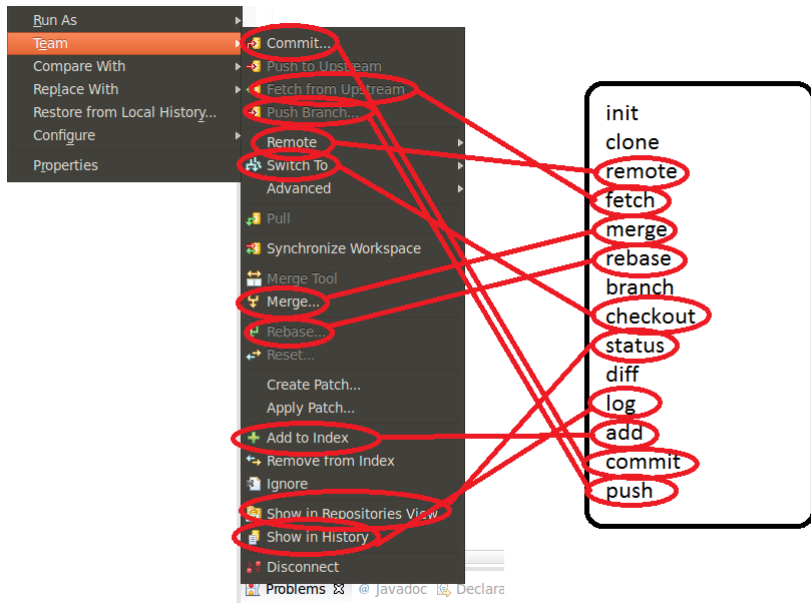 Run As
Team
Compare With
Replace With
Restore from Local History...
Configure
Properties
Commit...
Push to Upstream
Fetch from Upstream
Push Branch...
Remote
Switch To
Advanced
Pull
Synchronize Workspace
Merge Tool
Merge...
Rebase...
Reset...
Create Patch...
Apply Patch...
Add to Index
Remove from Index
Ignore
Show in Repositories View
Show in History
Disconnect
Problems @ Javadoc Declara
init
clone
remote
fetch
merge
rebase
branch
checkout
status
diff
log
add
commit
push